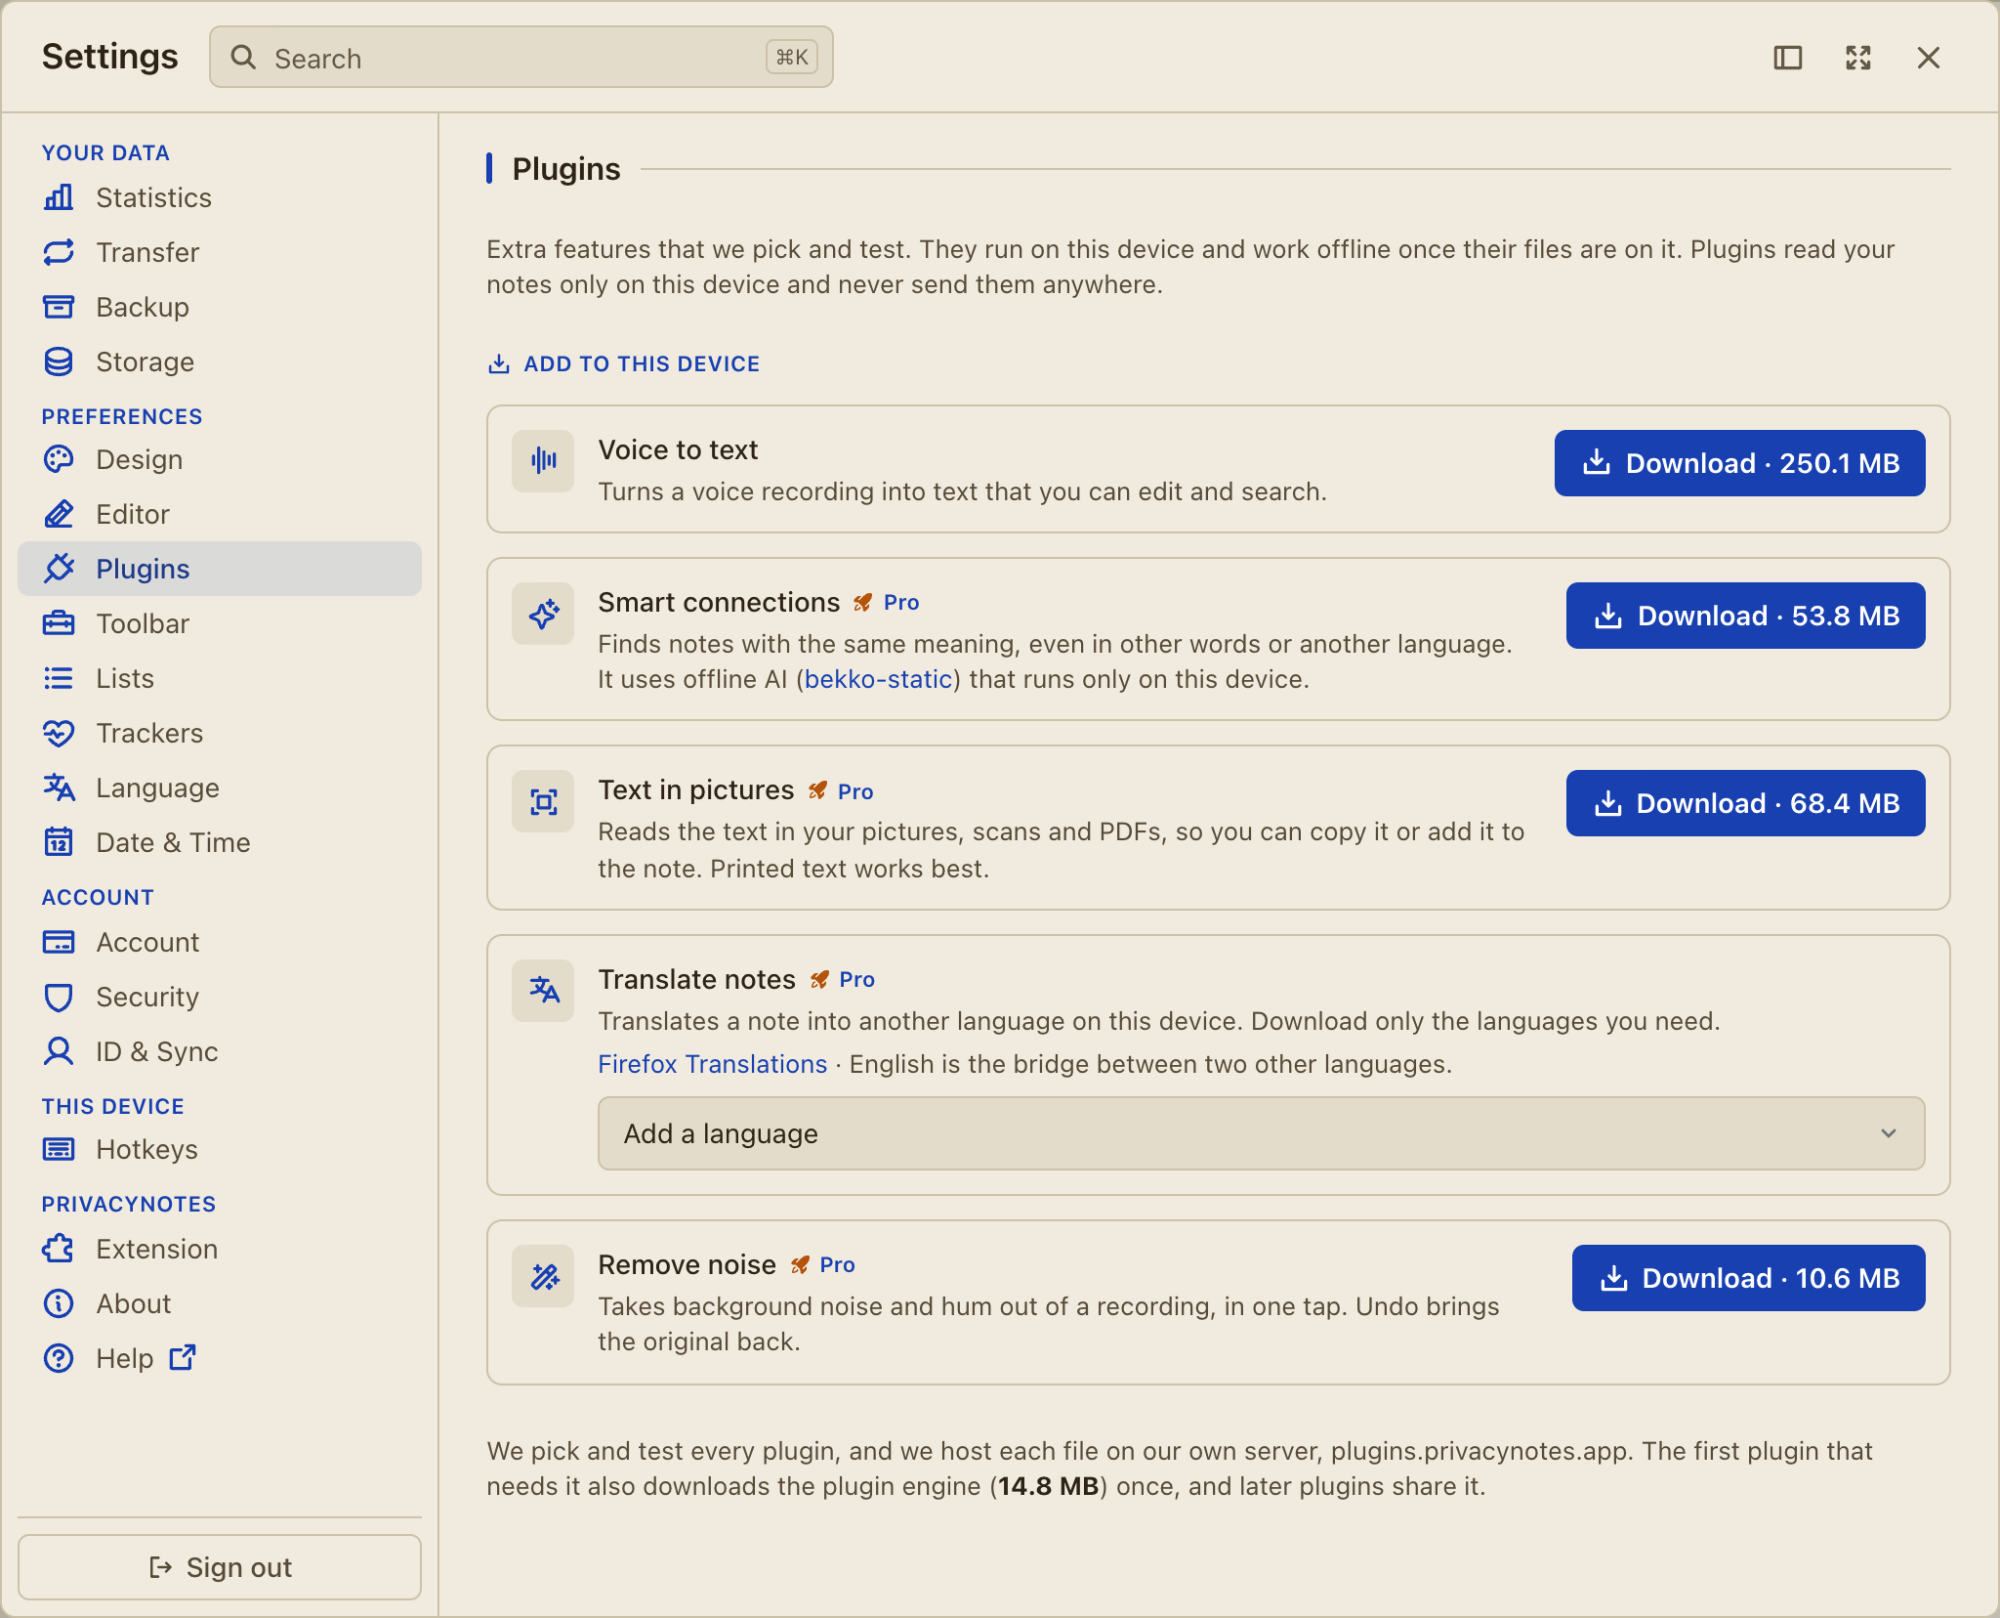 Settings
Search
⌘K
YOUR DATA
Statistics
Transfer
Backup
Storage
PREFERENCES
Design
Editor
Plugins
Toolbar
Lists
Trackers
Language
12
Date & Time
ACCOUNT
Account
Security
ID & Sync
THIS DEVICE
Hotkeys
PRIVACYNOTES
Extension
About
Help
Sign out
Plugins
Extra features that we pick and test. They run on this device and work offline once their files are on it. Plugins read your
notes only on this device and never send them anywhere.
ADD TO THIS DEVICE
Voice to text
Turns a voice recording into text that you can edit and search.
Download · 250.1 MB
Smart connections Pro
Finds notes with the same meaning, even in other words or another language.
It uses offline AI (bekko-static) that runs only on this device.
Download · 53.8 MB
Text in pictures Pro
Reads the text in your pictures, scans and PDFs, so you can copy it or add it to
the note. Printed text works best.
Download · 68.4 MB
Translate notes Pro
Translates a note into another language on this device. Download only the languages you need.
Firefox Translations · English is the bridge between two other languages.
Add a language
Remove noise Pro
Takes background noise and hum out of a recording, in one tap. Undo brings
the original back.
Download · 10.6 MB
We pick and test every plugin, and we host each file on our own server, plugins.privacynotes.app. The first plugin that
needs it also downloads the plugin engine (14.8 MB) once, and later plugins share it.